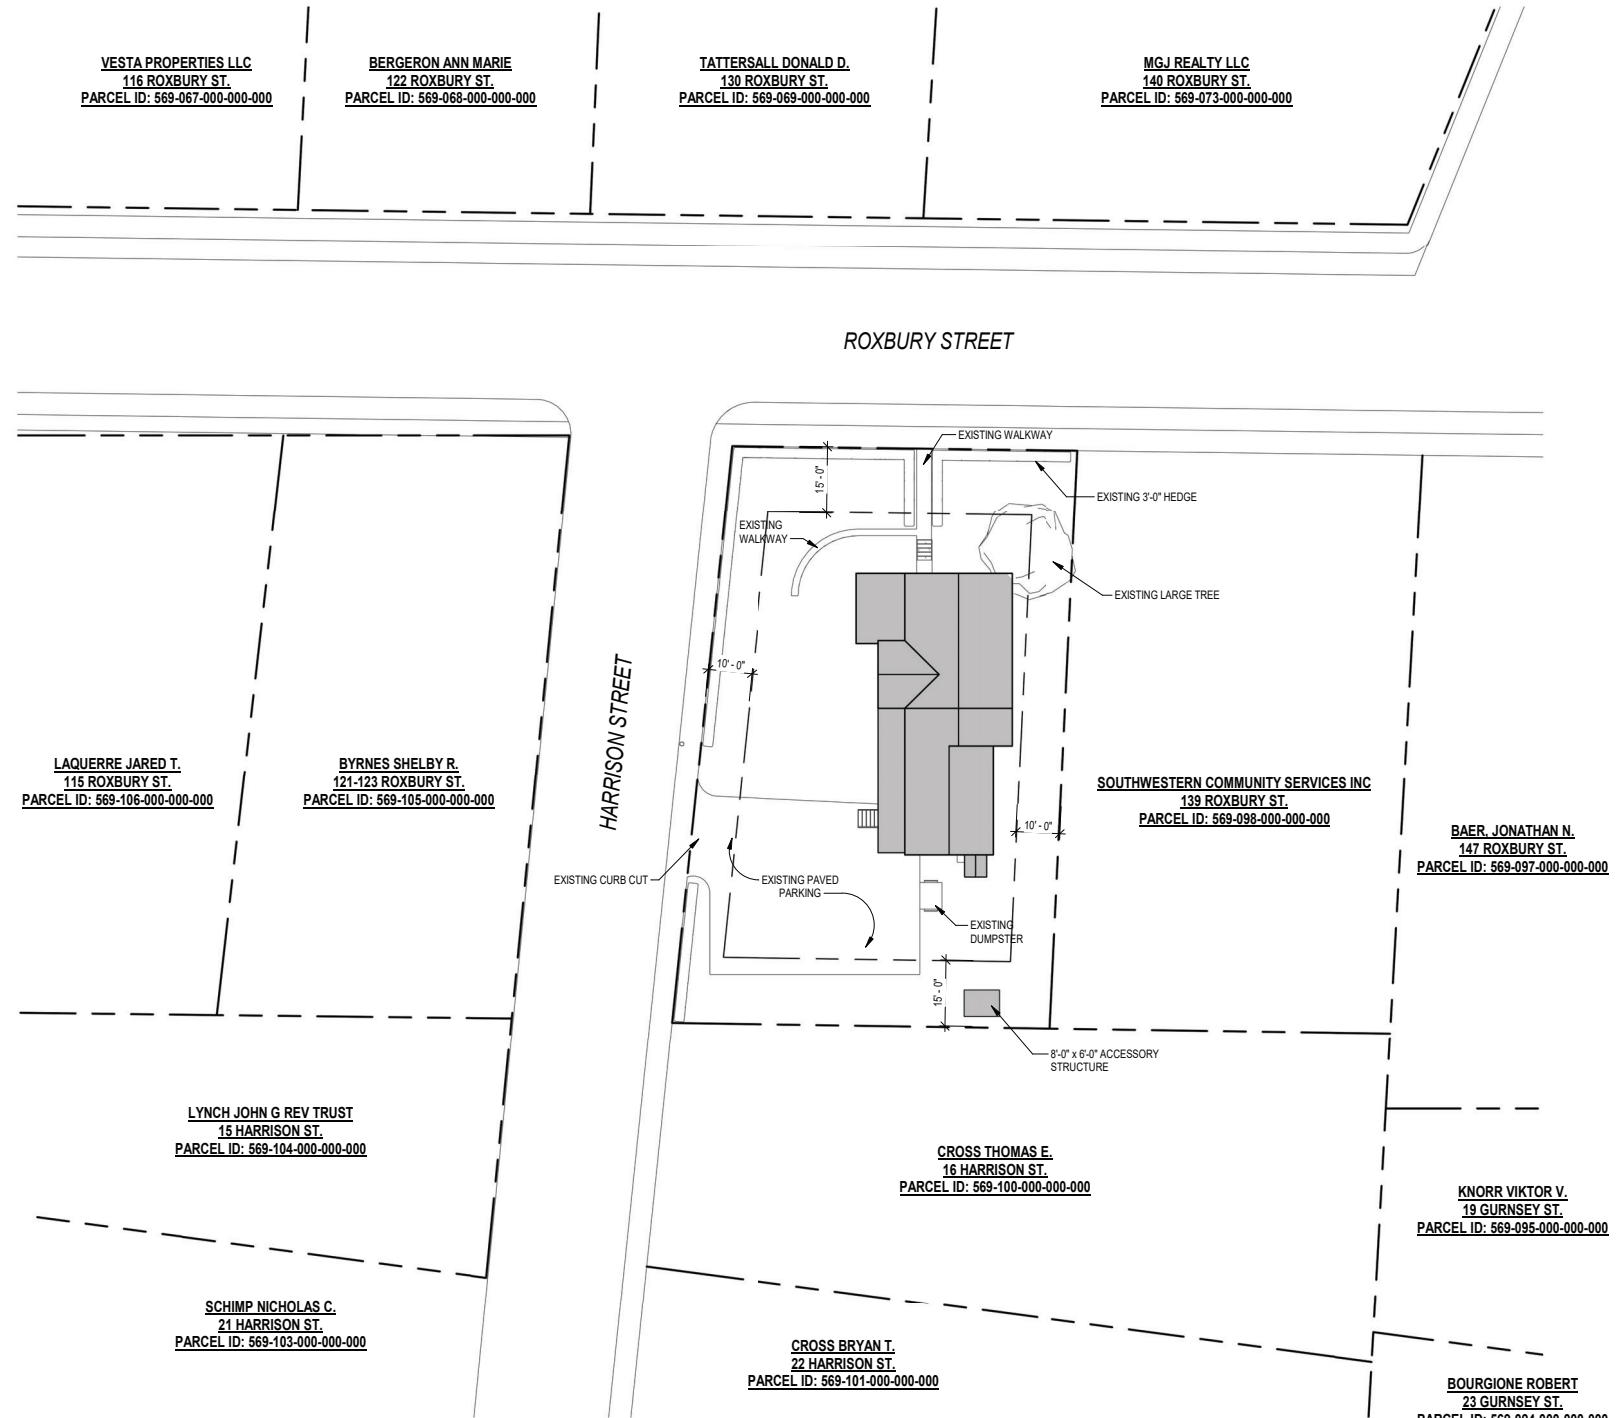 VESTA PROPERTIES LLC
116 ROXBURY ST.
PARCEL ID: 569-067-000-000-000
BERGERON ANN MARIE
122 ROXBURY ST.
PARCEL ID: 569-068-000-000-000
TATTERSALL DONALD D.
130 ROXBURY ST.
PARCEL ID: 569-069-000-000-000
MGJ REALTY LLC
140 ROXBURY ST.
PARCEL ID: 569-073-000-000-000
ROXBURY STREET
EXISTING WALKWAY
15' - 0"
EXISTING 3'-0" HEDGE
EXISTING
WALKWAY
EXISTING LARGE TREE
10' - 0"
HARRISON STREET
LAQUERRE JARED T.
115 ROXBURY ST.
PARCEL ID: 569-106-000-000-000
BYRNES SHELBY R.
121-123 ROXBURY ST.
PARCEL ID: 569-105-000-000-000
SOUTHWESTERN COMMUNITY SERVICES INC
139 ROXBURY ST.
PARCEL ID: 569-098-000-000-000
10' - 0"
BAER, JONATHAN N.
147 ROXBURY ST.
PARCEL ID: 569-097-000-000-000
EXISTING CURB CUT
EXISTING PAVED
PARKING
EXISTING
DUMPSTER
15' - 0"
8'-0" x 6'-0" ACCESSORY
STRUCTURE
LYNCH JOHN G REV TRUST
15 HARRISON ST.
PARCEL ID: 569-104-000-000-000
CROSS THOMAS E.
16 HARRISON ST.
PARCEL ID: 569-100-000-000-000
KNORR VIKTOR V.
19 GURNSEY ST.
PARCEL ID: 569-095-000-000-000
SCHIMP NICHOLAS C.
21 HARRISON ST.
PARCEL ID: 569-103-000-000-000
CROSS BRYAN T.
22 HARRISON ST.
PARCEL ID: 569-101-000-000-000
BOURGIONE ROBERT
23 GURNSEY ST.
PARCEL ID: 569-094-000-000-000